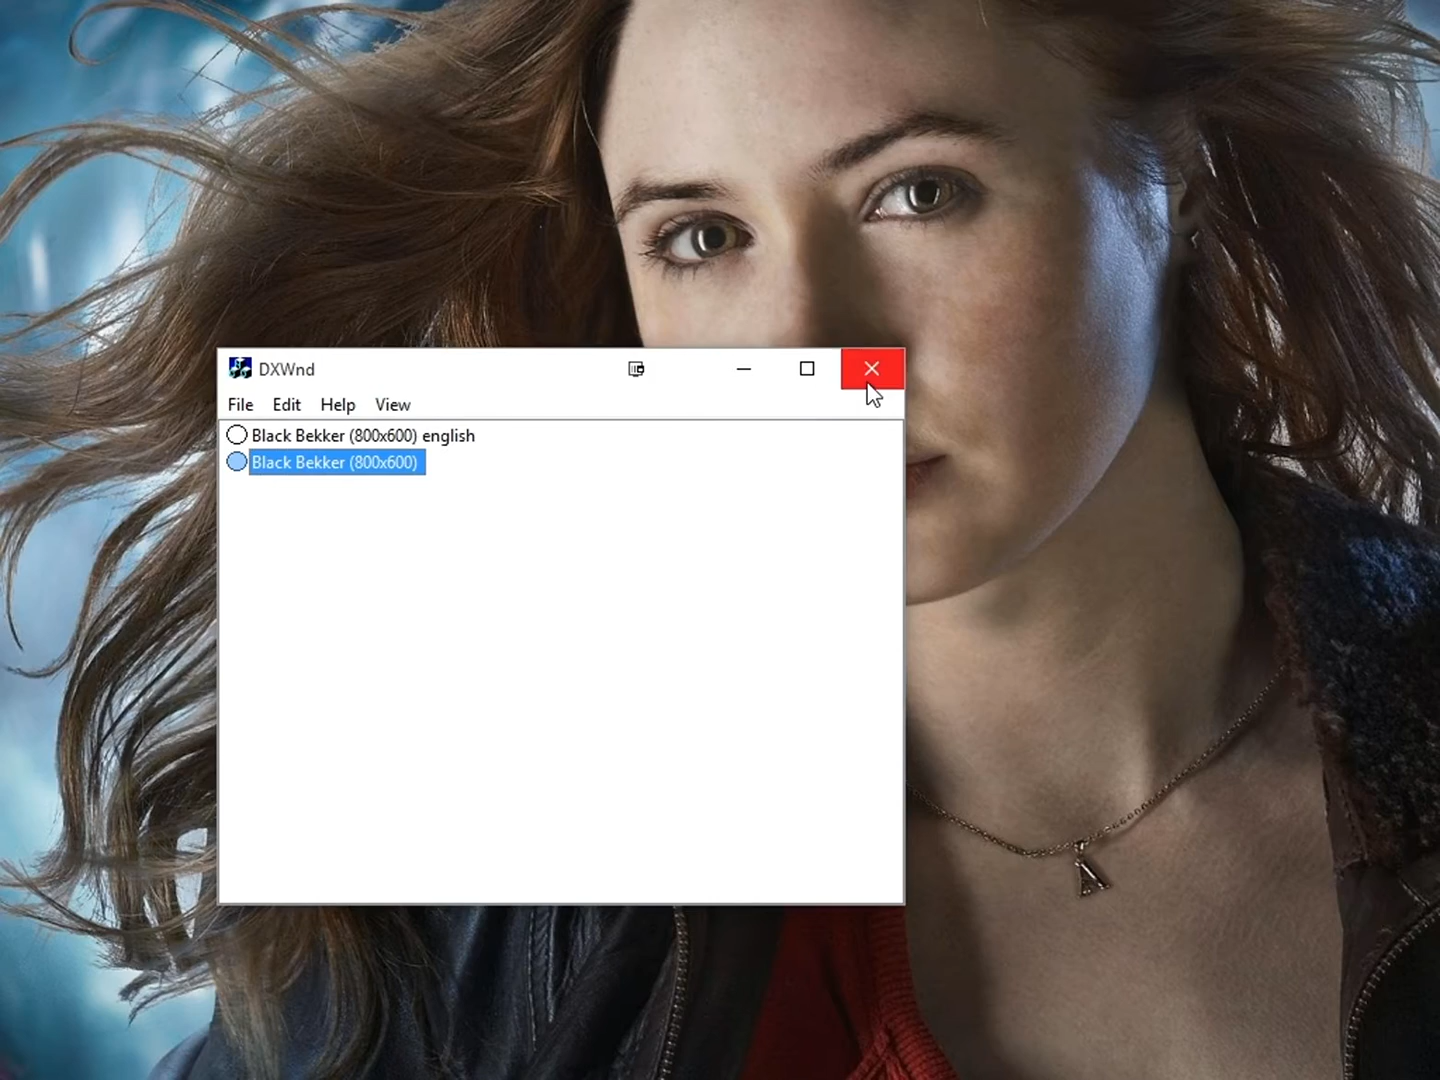 DXWnd
File Edit Help View
Black Bekker (800x600) english
Black Bekker (800x600)